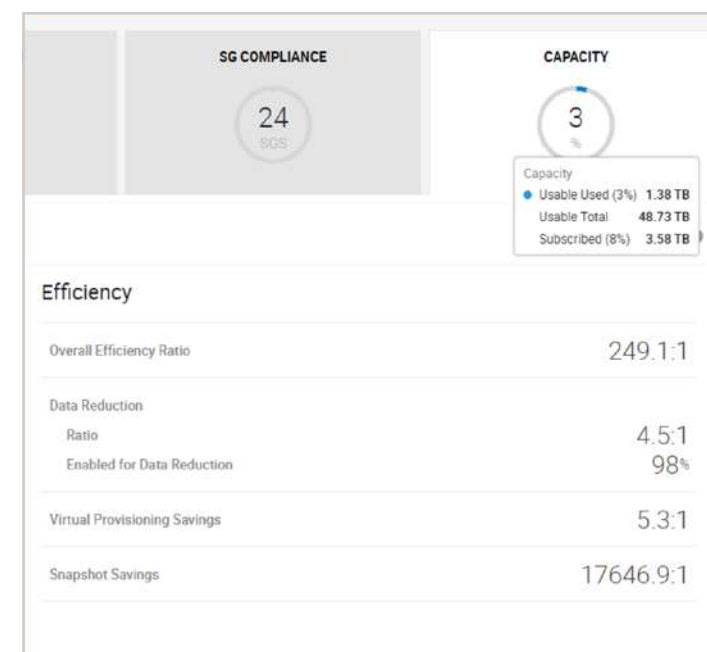 SG COMPLIANCE
24
SGS
CAPACITY
3
%
Capacity
Usable Used (3%) 1.38 TB
Usable Total 48.73 TB
Subscribed (8%) 3.58 TB
Efficiency
Overall Efficiency Ratio 249.1:1
Data Reduction
Ratio 4.5:1
Enabled for Data Reduction 98%
Virtual Provisioning Savings 5.3:1
Snapshot Savings 17646.9:1